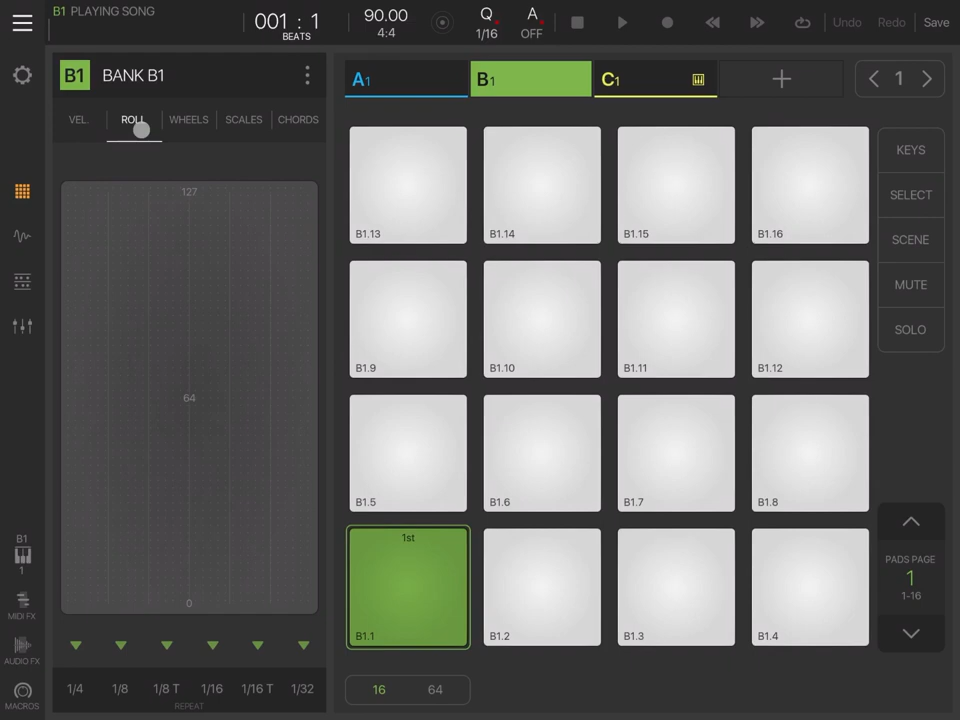 B1 PLAYING SONG
001 : 1
BEATS
90.00
4:4
Q
1/16
A
OFF
Undo
Redo
Save
B1 BANK B1
A1
B1
C1
1
VEL.
ROLL
WHEELS
SCALES
CHORDS
127
64
0
1/4
1/8
1/8 T
1/16
1/16 T
1/32
REPEAT
B1.13
B1.14
B1.15
B1.16
B1.9
B1.10
B1.11
B1.12
B1.5
B1.6
B1.7
B1.8
1st
B1.1
B1.2
B1.3
B1.4
16
64
KEYS
SELECT
SCENE
MUTE
SOLO
PADS PAGE
1
1-16
B1
1
MIDI FX
AUDIO FX
MACROS